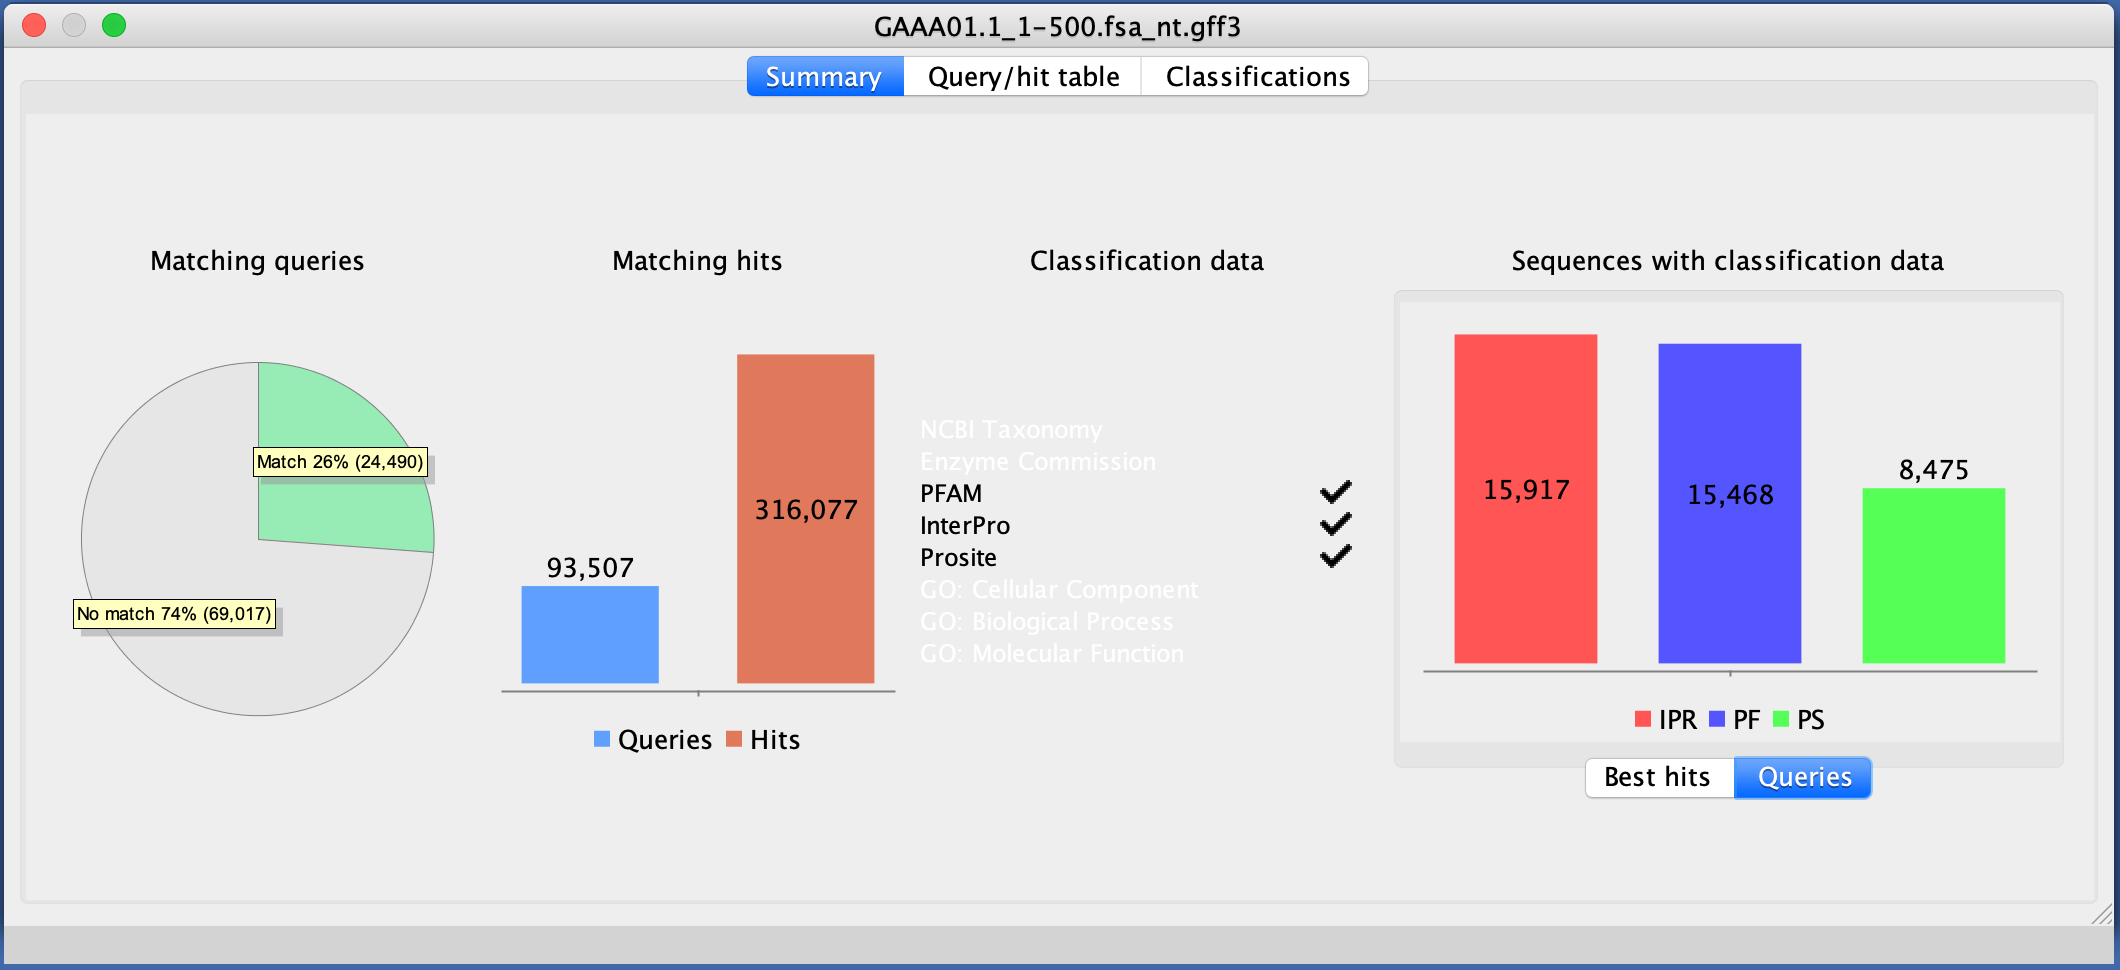 GAAA01.1_1-500.fsa_nt.gff3
Summary
Query/hit table
Classifications
Matching queries
Match 26% (24,490)
No match 74% (69,017)
Matching hits
93,507
316,077
Queries
Hits
Classification data
NCBI Taxonomy
Enzyme Commission
PFAM
InterPro
Prosite
GO: Cellular Component
GO: Biological Process
GO: Molecular Function
Sequences with classification data
15,917
15,468
8,475
IPR
PF
PS
Best hits
Queries